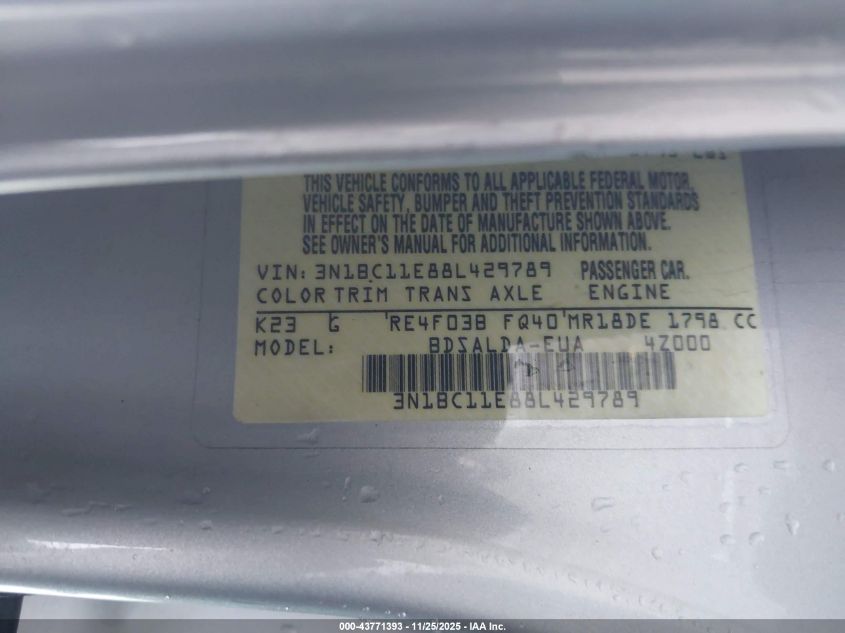 THIS VEHICLE CONFORMS TO ALL APPLICABLE FEDERAL MOTOR
VEHICLE SAFETY, BUMPER AND THEFT PREVENTION STANDARDS
IN EFFECT ON THE DATE OF MANUFACTURE SHOWN ABOVE.
SEE OWNER'S MANUAL FOR ADDITIONAL INFORMATION.
VIN: 3N1BC11E88L429789 PASSENGER CAR.
COLOR TRIM TRANS AXLE ENGINE
K23 G RE4F03B FQ40 MR18DE 1798 CC
MODEL: BDSALDA-EUA 4Z000
3N1BC11E88L429789
000-43771393 - 11/25/2025 - IAA Inc.